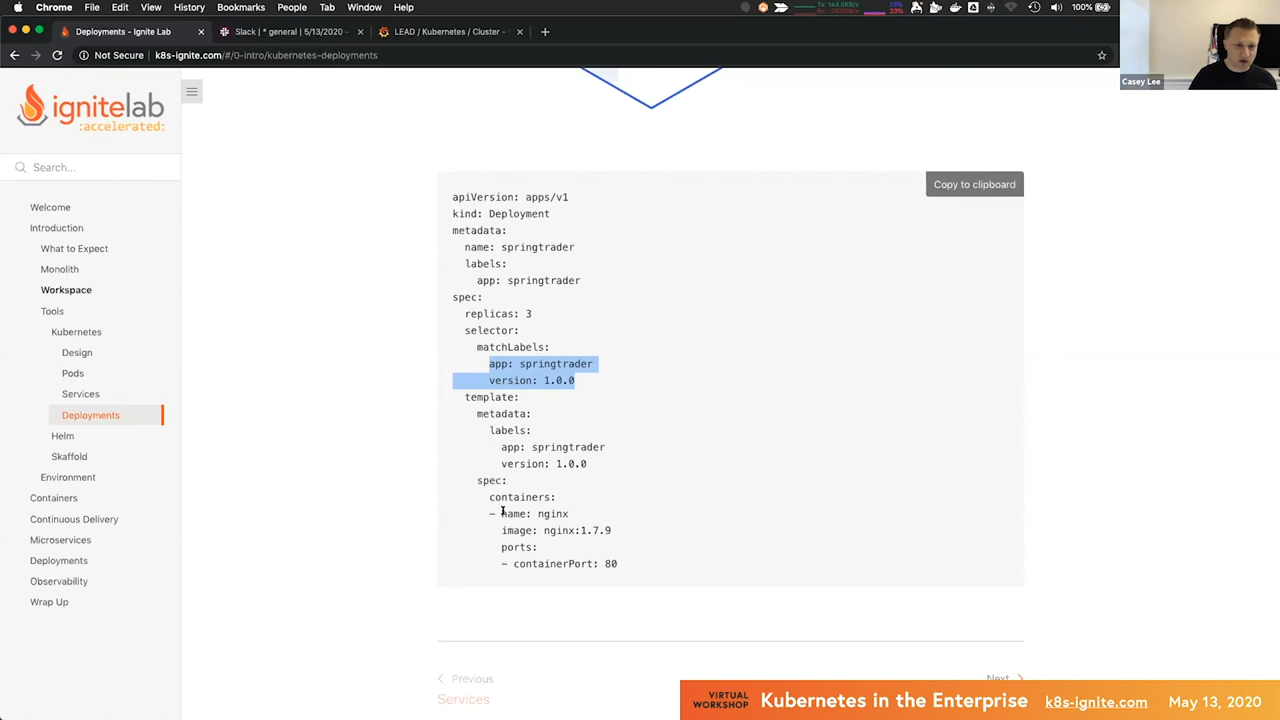 Chrome File Edit View History Bookmarks People Tab Window Help
100%
Deployments - Ignite Lab
Slack | * general | 5/13/2020 -
LEAD / Kubernetes / Cluster -
Not Secure | k8s-ignite.com/#/0-intro/kubernetes-deployments
Casey Lee
ignitelab
:accelerated:
Search...
Welcome
Introduction
What to Expect
Monolith
Workspace
Tools
Kubernetes
Design
Pods
Services
Deployments
Helm
Skaffold
Environment
Containers
Continuous Delivery
Microservices
Deployments
Observability
Wrap Up
Copy to clipboard
apiVersion: apps/v1
kind: Deployment
metadata:
name: springtrader
labels:
app: springtrader
spec:
replicas: 3
selector:
matchLabels:
app: springtrader
version: 1.0.0
template:
metadata:
labels:
app: springtrader
version: 1.0.0
spec:
containers:
- name: nginx
image: nginx:1.7.9
ports:
- containerPort: 80
Previous
Services
Next
VIRTUAL
WORKSHOP
Kubernetes in the Enterprise
k8s-ignite.com
May 13, 2020